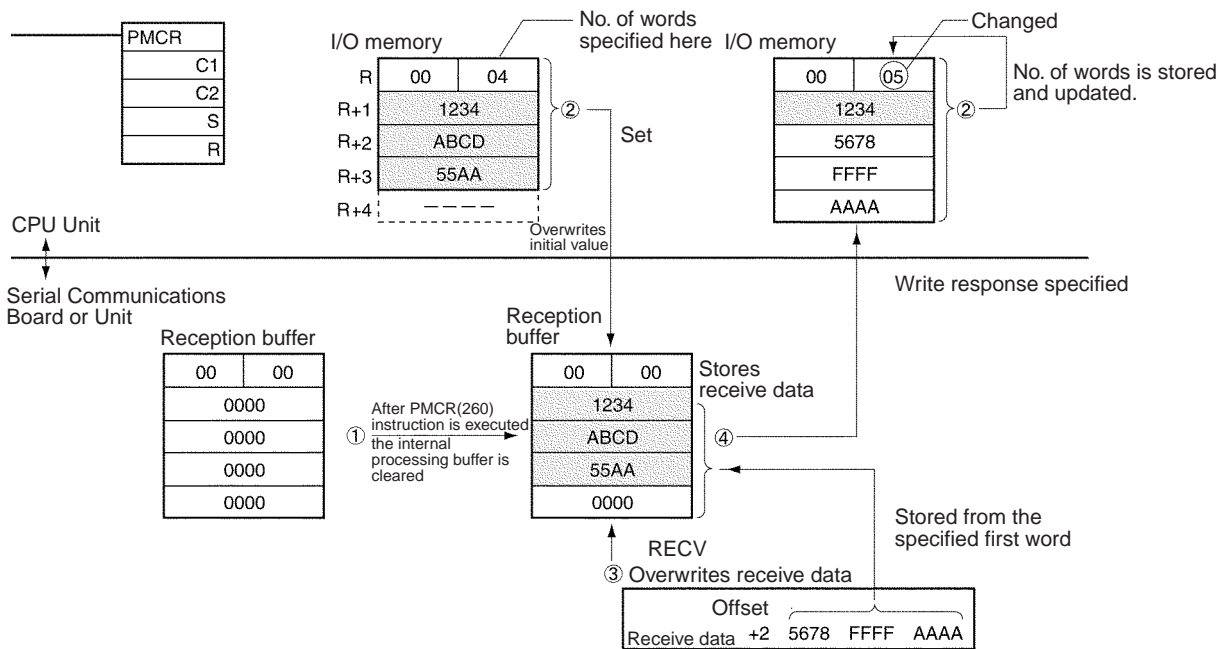 PMCR
C1
C2
S
R
I/O memory
No. of words
specified here
R 00 04
R+1 1234
R+2 ABCD
R+3 55AA
R+4 – – – –
②
Set
Overwrites
initial value
I/O memory
Changed
00 05
1234
5678
FFFF
AAAA
②
No. of words is stored
and updated.
CPU Unit
Serial Communications
Board or Unit
Write response specified
Reception buffer
00 00
0000
0000
0000
0000
① After PMCR(260)
instruction is executed
the internal
processing buffer is
cleared
Reception
buffer
00 00
1234
ABCD
55AA
0000
Stores
receive data
④
Stored from the
specified first word
RECV
③ Overwrites receive data
Offset
Receive data +2 5678 FFFF AAAA